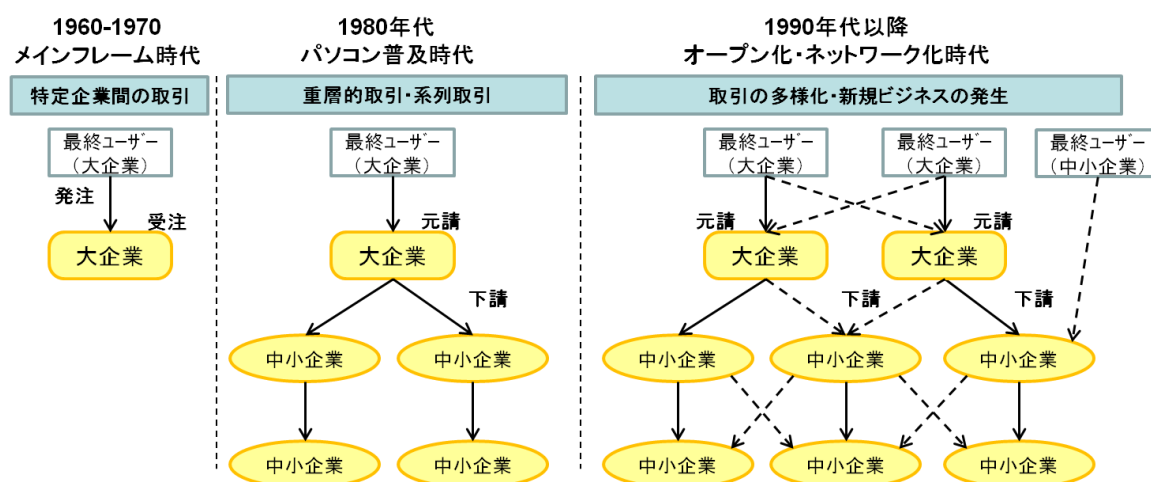 1960-1970
メインフレーム時代
特定企業間の取引
最終ユーザー
(大企業)
発注
受注
大企業
1980年代
パソコン普及時代
重層的取引・系列取引
最終ユーザー
(大企業)
元請
大企業
下請
中小企業
中小企業
中小企業
中小企業
1990年代以降
オープン化・ネットワーク化時代
取引の多様化・新規ビジネスの発生
最終ユーザー
(大企業)
最終ユーザー
(大企業)
最終ユーザー
(中小企業)
元請
元請
大企業
大企業
下請
下請
中小企業
中小企業
中小企業
中小企業
中小企業
中小企業